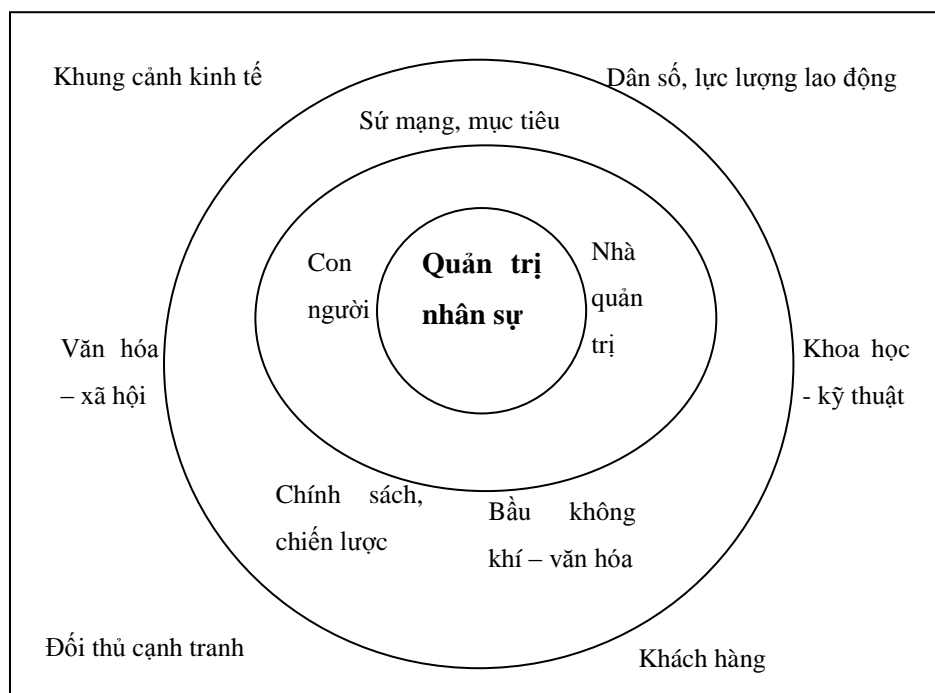 Khung cảnh kinh tế
Dân số, lực lượng lao động
Sứ mạng, mục tiêu
Con
người
Quản trị
nhân sự
Nhà
quản
trị
Văn hóa
– xã hội
Khoa học
- kỹ thuật
Chính sách,
chiến lược
Bầu không
khí – văn hóa
Đối thủ cạnh tranh
Khách hàng